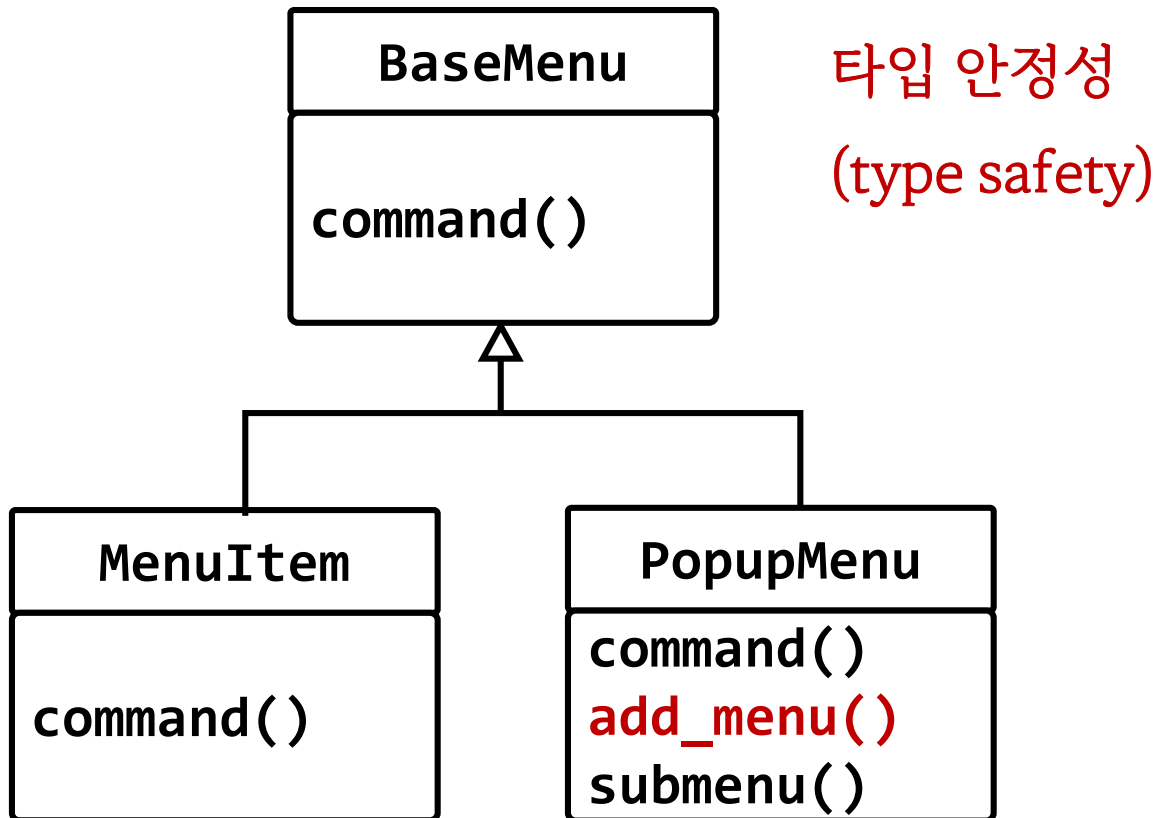 BaseMenu
command()
타입 안정성
(type safety)
MenuItem
command()
PopupMenu
command()
add_menu()
submenu()